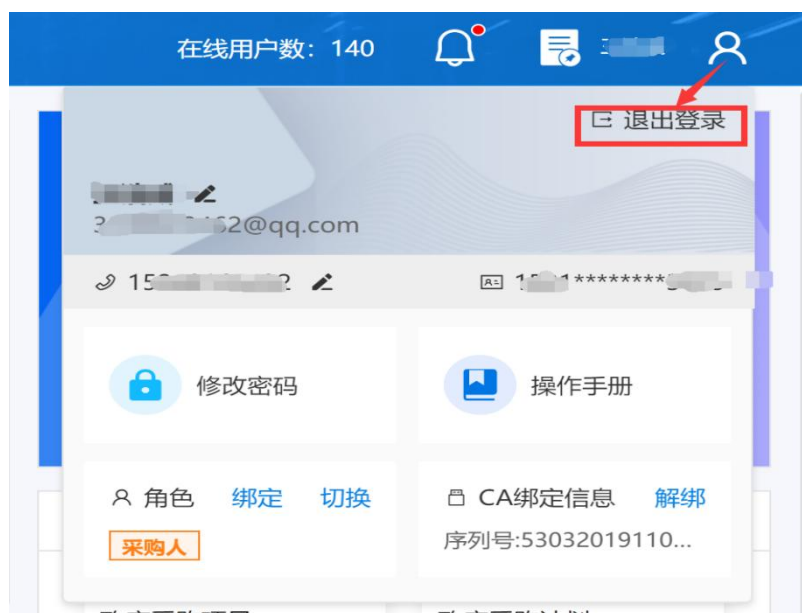 在线用户数：140
退出登录
2@qq.com
修改密码
操作手册
角色 绑定 切换
CA绑定信息 解绑
采购人
序列号:53032019110...